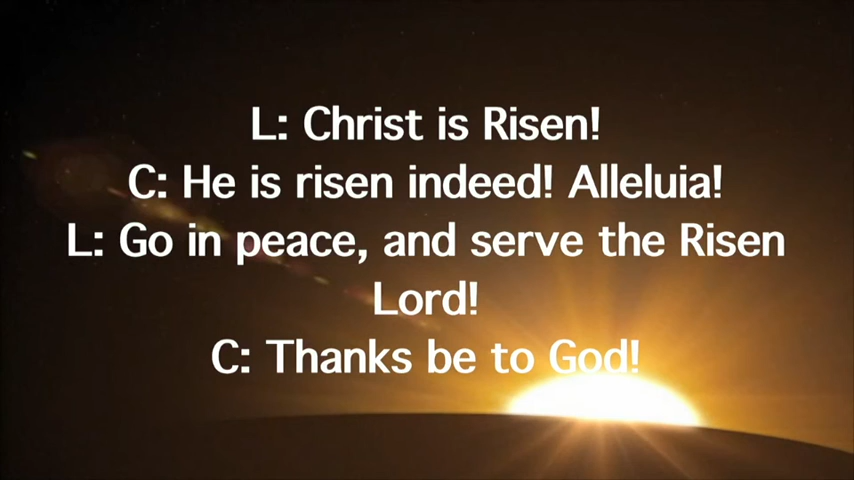 L: Christ is Risen!
C: He is risen indeed! Alleluia!
L: Go in peace, and serve the Risen
Lord!
C: Thanks be to God!